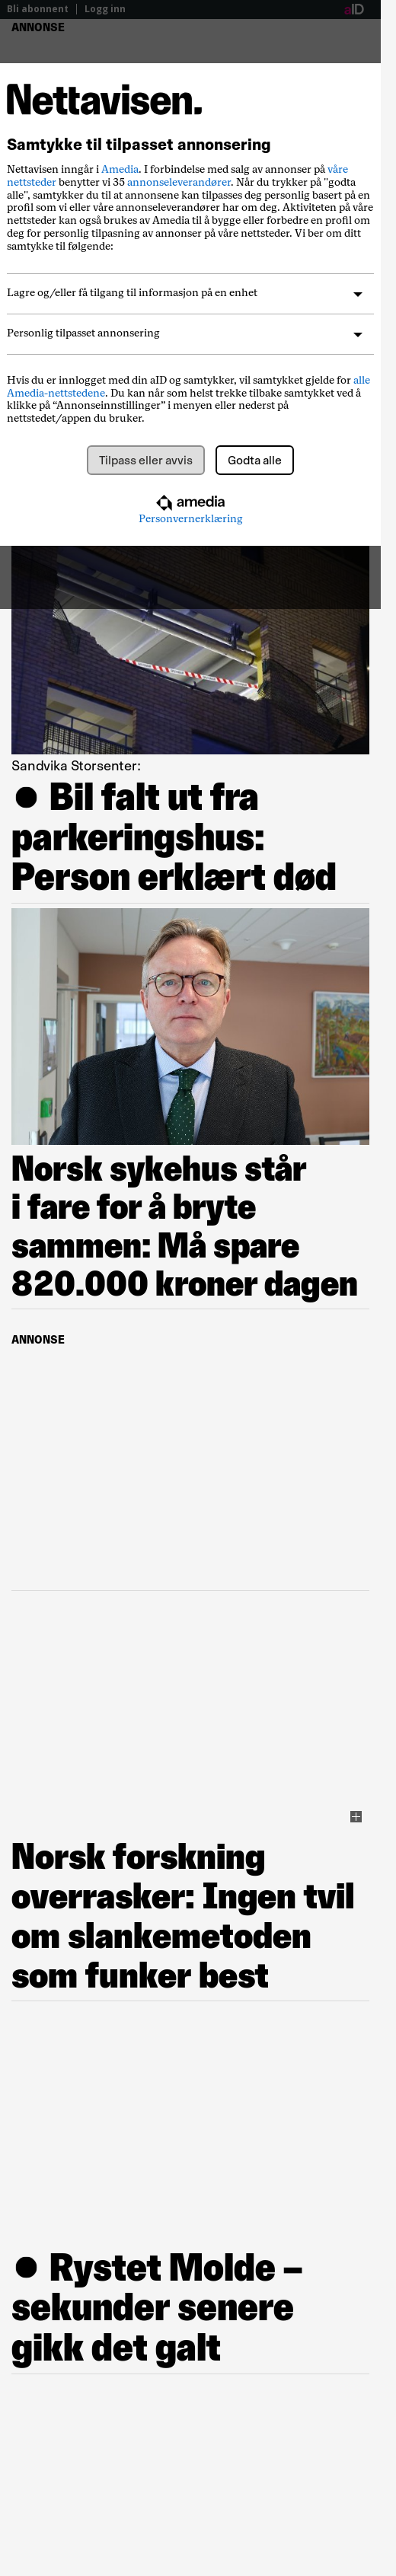 Bli abonnent | Logg inn aID
ANNONSE
Nettavisen.
Samtykke til tilpasset annonsering
Nettavisen inngår i Amedia. I forbindelse med salg av annonser på våre
nettsteder benytter vi 35 annonseleverandører. Når du trykker på "godta
alle", samtykker du til at annonsene kan tilpasses deg personlig basert på en
profil som vi eller våre annonseleverandører har om deg. Aktiviteten på våre
nettsteder kan også brukes av Amedia til å bygge eller forbedre en profil om
deg for personlig tilpasning av annonser på våre nettsteder. Vi ber om ditt
samtykke til følgende:
Lagre og/eller få tilgang til informasjon på en enhet
Personlig tilpasset annonsering
Hvis du er innlogget med din aID og samtykker, vil samtykket gjelde for alle
Amedia-nettstedene. Du kan når som helst trekke tilbake samtykket ved å
klikke på “Annonseinnstillinger” i menyen eller nederst på
nettstedet/appen du bruker.
Tilpass eller avvis Godta alle
amedia
Personvernerklæring
Sandvika Storsenter:
● Bil falt ut fra
parkeringshus:
Person erklært død
Norsk sykehus står
i fare for å bryte
sammen: Må spare
820.000 kroner dagen
ANNONSE
Norsk forskning
overrasker: Ingen tvil
om slankemetoden
som funker best
● Rystet Molde –
sekunder senere
gikk det galt